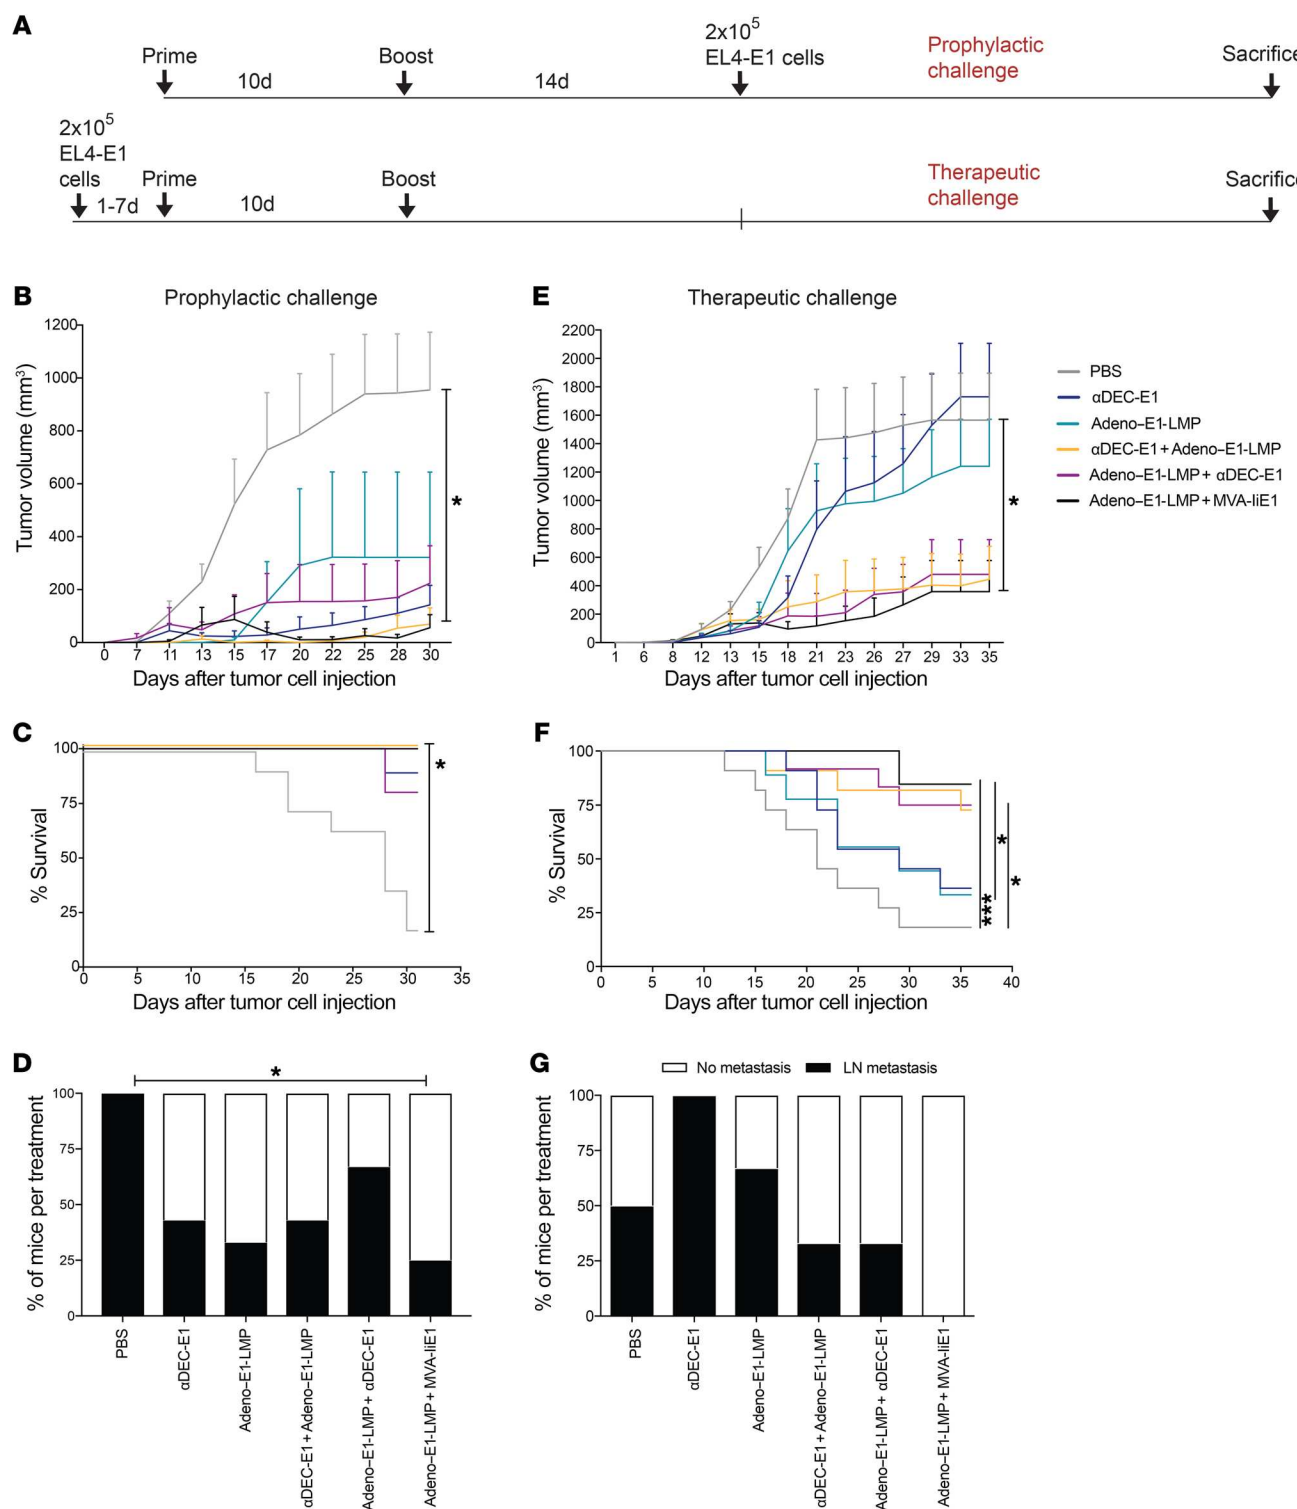 A
Prime
10d
Boost
14d
2x10⁵
EL4-E1 cells
Prophylactic
challenge
Sacrifice
2x10⁵
EL4-E1
cells
1-7d
Prime
10d
Boost
Therapeutic
challenge
Sacrifice
B
Prophylactic challenge
Tumor volume (mm³)
1200
1000
800
600
400
200
0
*
0 7 11 13 15 17 20 22 25 28 30
Days after tumor cell injection
E
Therapeutic challenge
Tumor volume (mm³)
2200
2000
1800
1600
1400
1200
1000
800
600
400
200
0
*
1 6 8 12 13 15 18 21 23 26 27 29 33 35
Days after tumor cell injection
PBS
αDEC-E1
Adeno–E1-LMP
αDEC-E1 + Adeno–E1-LMP
Adeno–E1-LMP + αDEC-E1
Adeno–E1-LMP + MVA-IiE1
C
% Survival
100
75
50
25
0
*
0 5 10 15 20 25 30 35
Days after tumor cell injection
F
% Survival
100
75
50
25
0
***
*
*
0 5 10 15 20 25 30 35 40
Days after tumor cell injection
D
% of mice per treatment
100
75
50
25
0
*
PBS
αDEC-E1
Adeno–E1-LMP
αDEC-E1 + Adeno–E1-LMP
Adeno–E1-LMP + αDEC-E1
Adeno–E1-LMP + MVA-IiE1
G
No metastasis
LN metastasis
% of mice per treatment
100
75
50
25
0
PBS
αDEC-E1
Adeno–E1-LMP
αDEC-E1 + Adeno–E1-LMP
Adeno–E1-LMP + αDEC-E1
Adeno–E1-LMP + MVA-IiE1